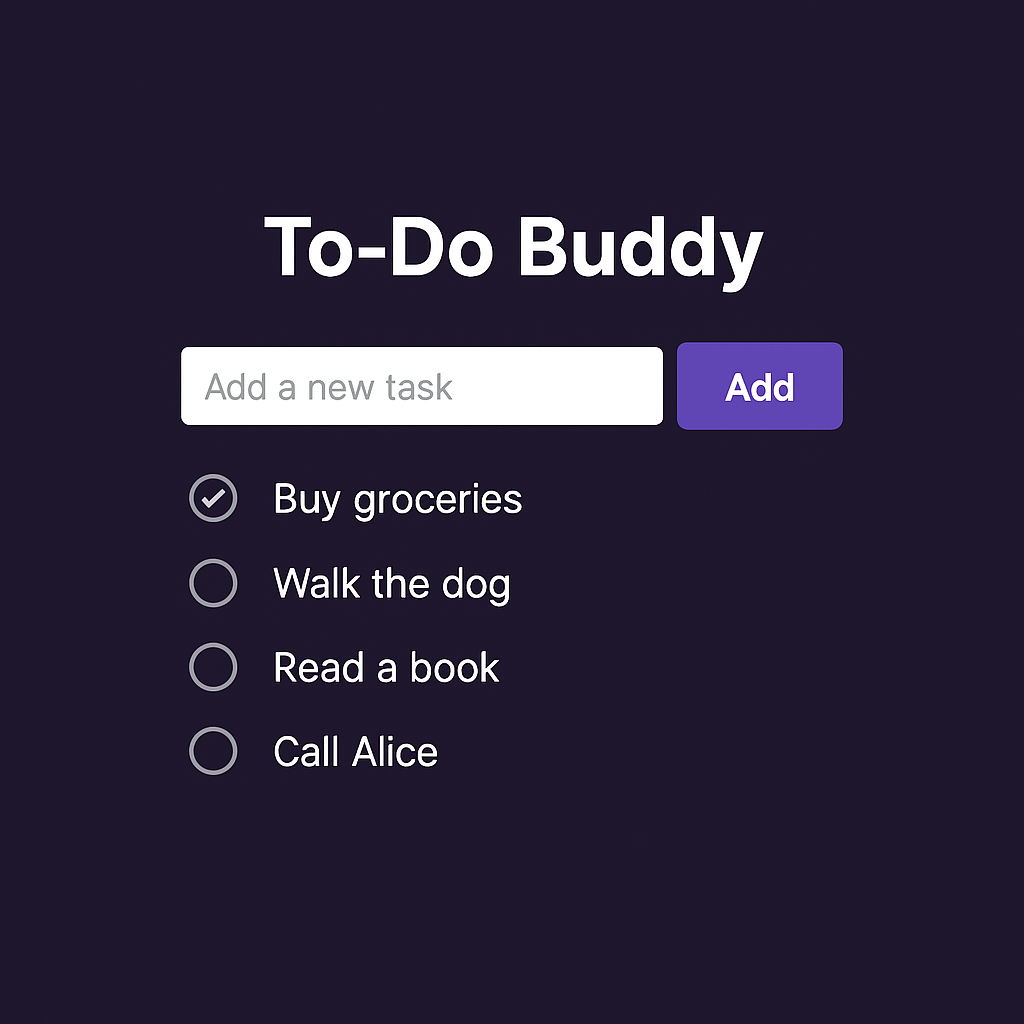 To-Do Buddy
Add a new task
Add
Buy groceries
Walk the dog
Read a book
Call Alice